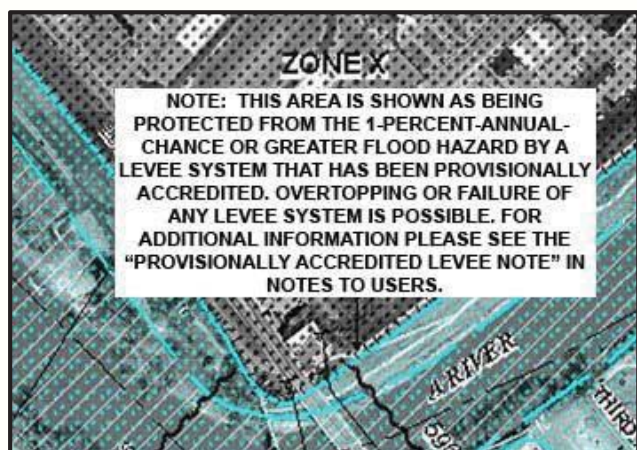 ZONE X
NOTE: THIS AREA IS SHOWN AS BEING
PROTECTED FROM THE 1-PERCENT-ANNUAL-
CHANCE OR GREATER FLOOD HAZARD BY A
LEVEE SYSTEM THAT HAS BEEN PROVISIONALLY
ACCREDITED. OVERTOPPING OR FAILURE OF
ANY LEVEE SYSTEM IS POSSIBLE. FOR
ADDITIONAL INFORMATION PLEASE SEE THE
“PROVISIONALLY ACCREDITED LEVEE NOTE” IN
NOTES TO USERS.
A RIVER
THIRD